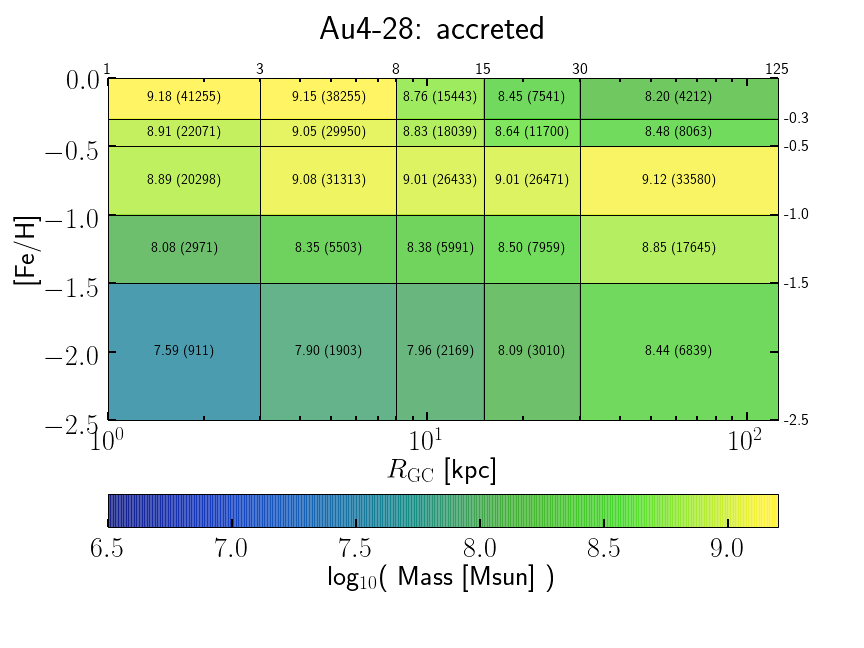 Au4-28: accreted
1 3 8 15 30 125
0.0
9.18 (41255) 9.15 (38255) 8.76 (15443) 8.45 (7541) 8.20 (4212)
-0.3
8.91 (22071) 9.05 (29950) 8.83 (18039) 8.64 (11700) 8.48 (8063)
−0.5 -0.5
8.89 (20298) 9.08 (31313) 9.01 (26433) 9.01 (26471) 9.12 (33580)
−1.0 -1.0
[Fe/H]
8.08 (2971) 8.35 (5503) 8.38 (5991) 8.50 (7959) 8.85 (17645)
−1.5 -1.5
−2.0 7.59 (911) 7.90 (1903) 7.96 (2169) 8.09 (3010) 8.44 (6839)
−2.5 -2.5
10⁰ 10¹ 10²
R_GC [kpc]
6.5 7.0 7.5 8.0 8.5 9.0
log₁₀( Mass [Msun] )